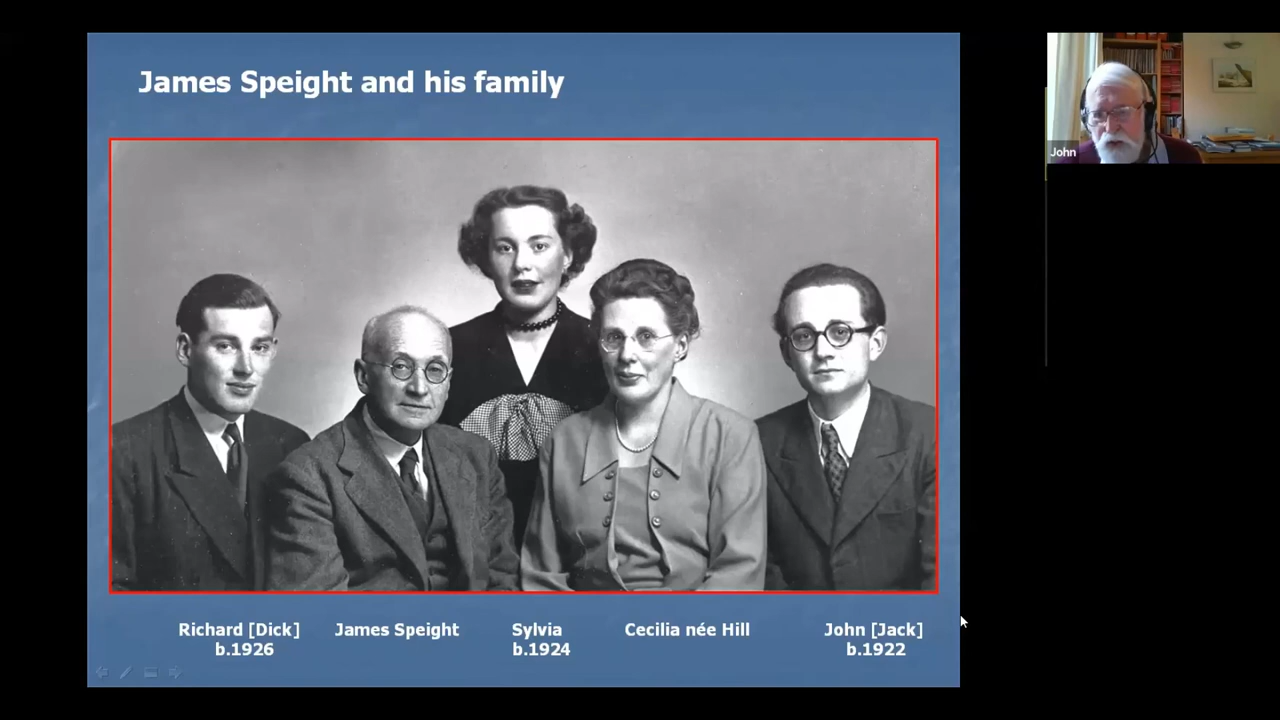 James Speight and his family
John
Richard [Dick] James Speight Sylvia Cecilia née Hill John [Jack]
b.1926 b.1924 b.1922